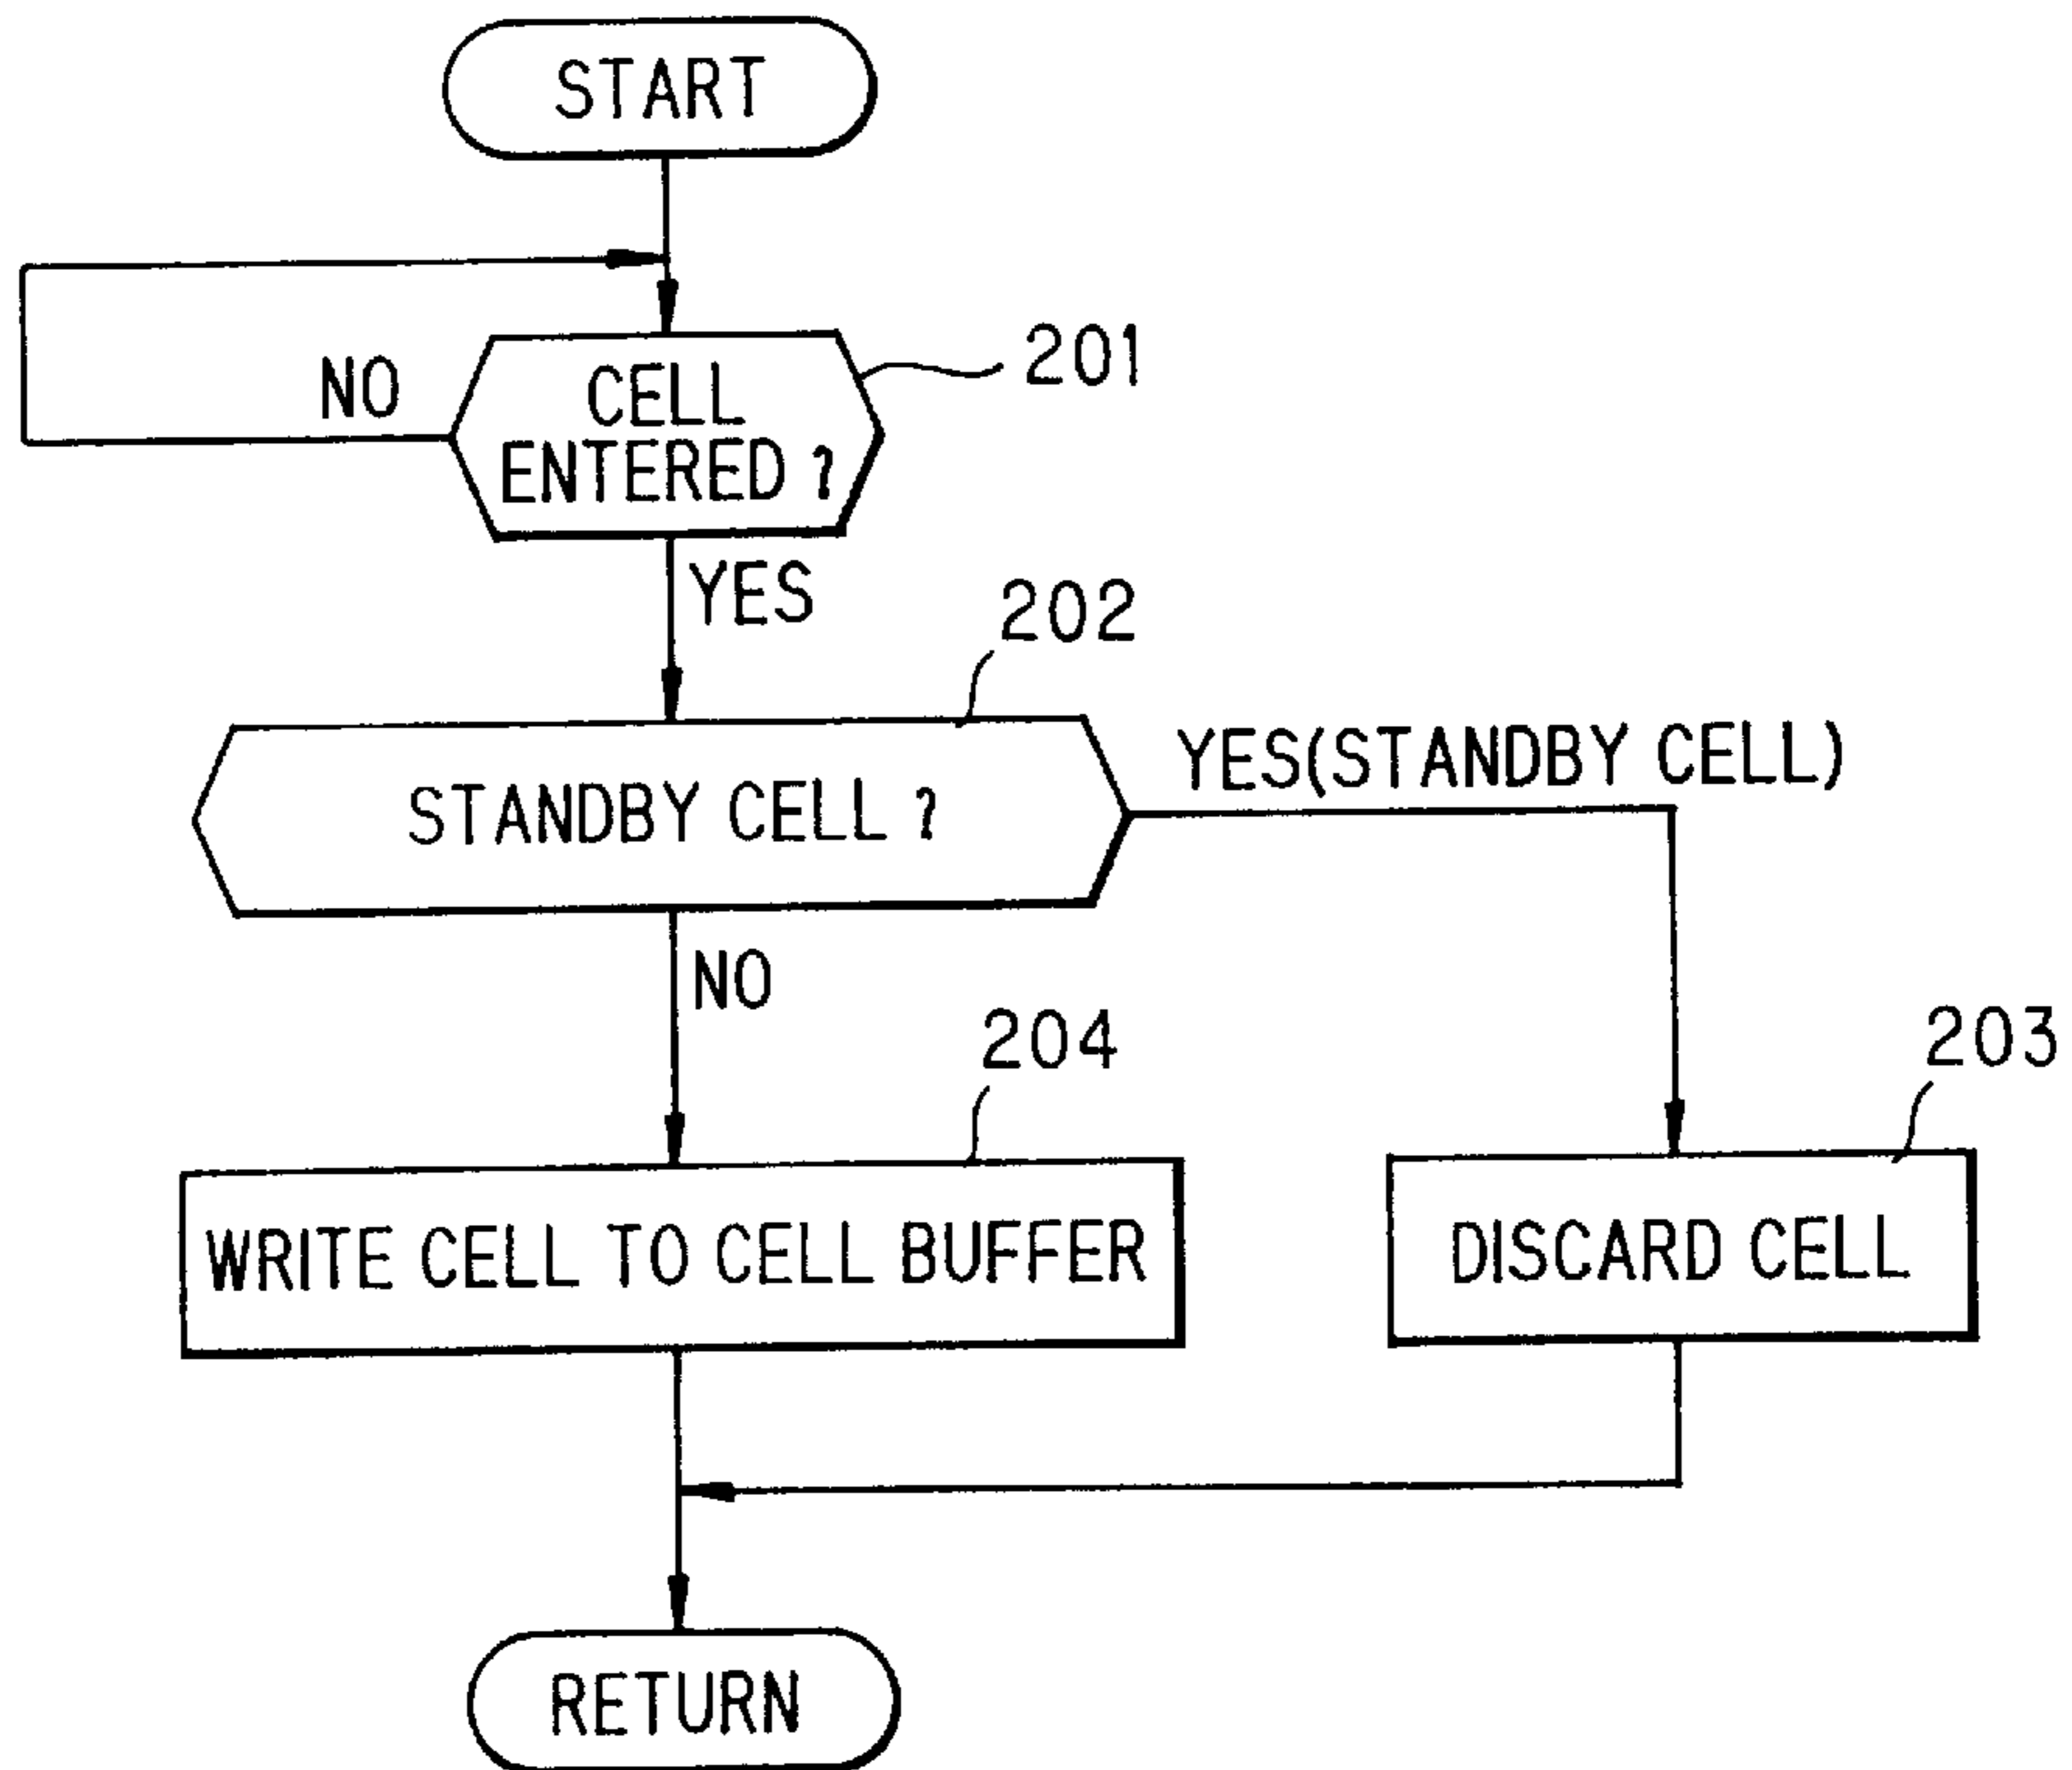 START
NO
CELL
ENTERED ?
201
YES
202
STANDBY CELL ?
YES(STANDBY CELL)
NO
204
203
WRITE CELL TO CELL BUFFER
DISCARD CELL
RETURN